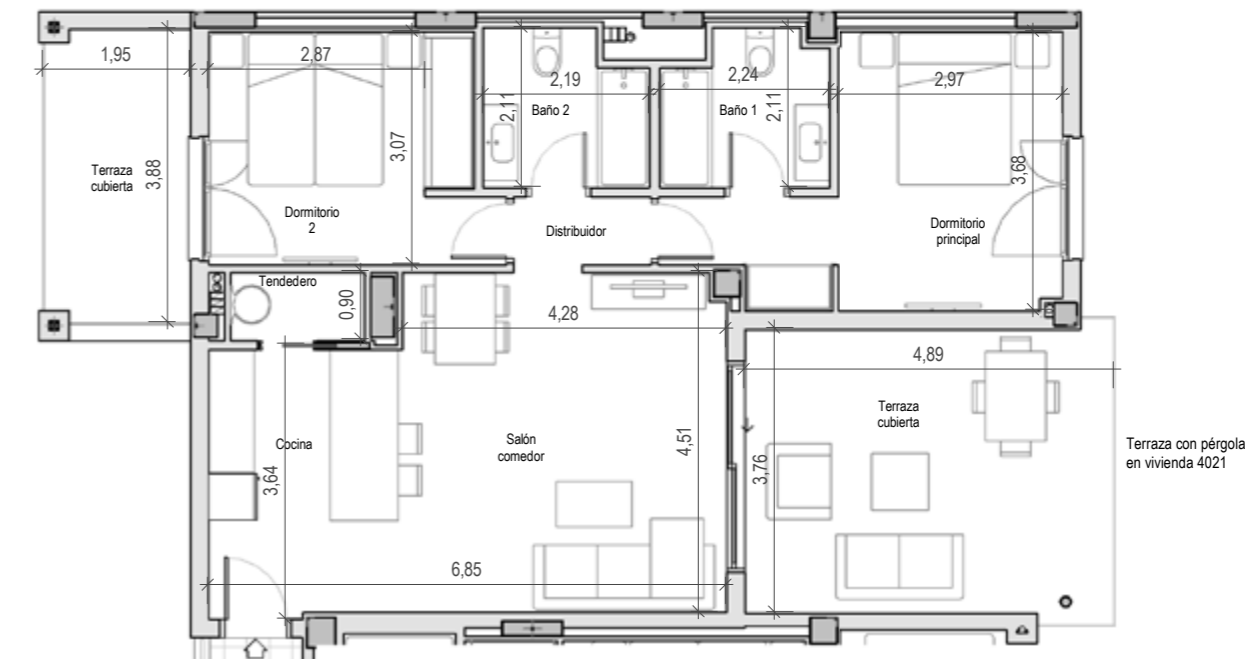 1,95
2,87
2,19
2,24
2,97
Baño 2
Baño 1
2,11
2,11
3,07
3,88
3,68
Terraza
cubierta
Dormitorio
2
Distribuidor
Dormitorio
principal
Tendedero
0,90
4,28
4,89
Terraza
cubierta
Cocina
Salón
comedor
4,51
3,76
3,64
Terraza con pérgola
en vivienda 4021
6,85